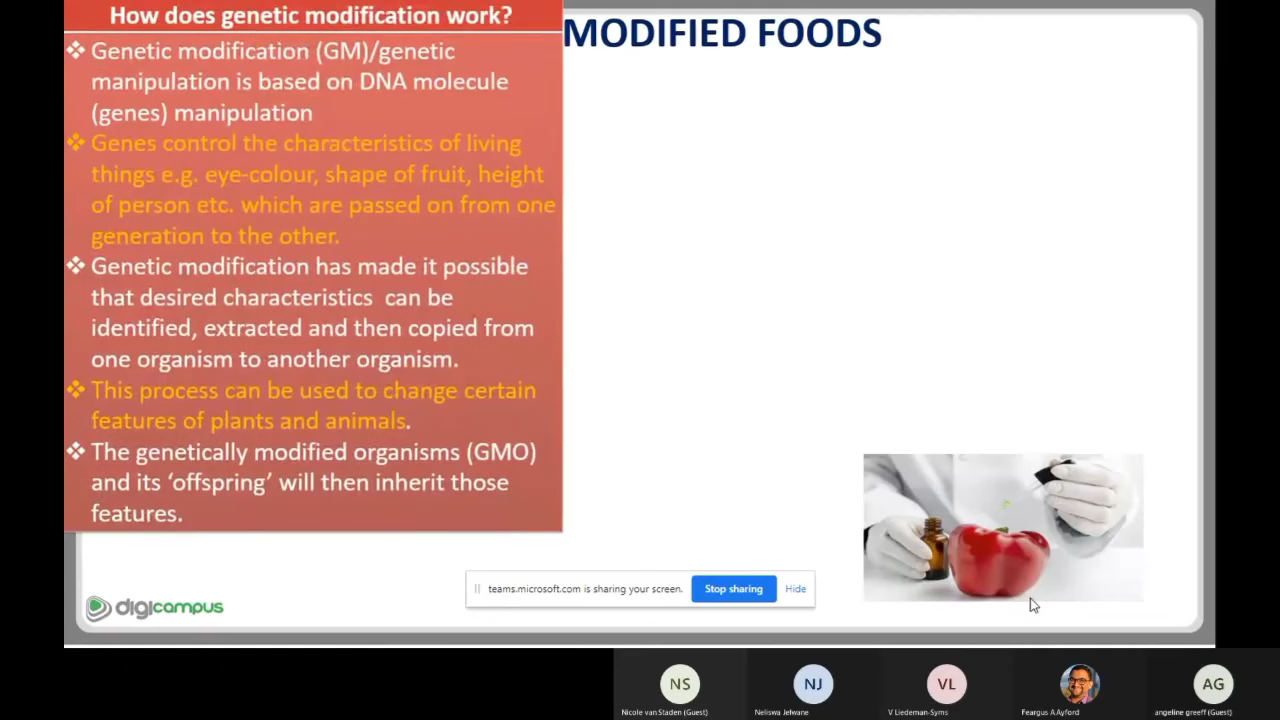 How does genetic modification work?
MODIFIED FOODS
❖ Genetic modification (GM)/genetic
manipulation is based on DNA molecule
(genes) manipulation
❖ Genes control the characteristics of living
things e.g. eye-colour, shape of fruit, height
of person etc. which are passed on from one
generation to the other.
❖ Genetic modification has made it possible
that desired characteristics can be
identified, extracted and then copied from
one organism to another organism.
❖ This process can be used to change certain
features of plants and animals.
❖ The genetically modified organisms (GMO)
and its ‘offspring’ will then inherit those
features.
teams.microsoft.com is sharing your screen. Stop sharing Hide
digicampus
NS NJ VL AG
Nicole van Staden (Guest) Neliswa Jelwane V Liedeman-Syms Feargus A Ayford angeline greeff (Guest)